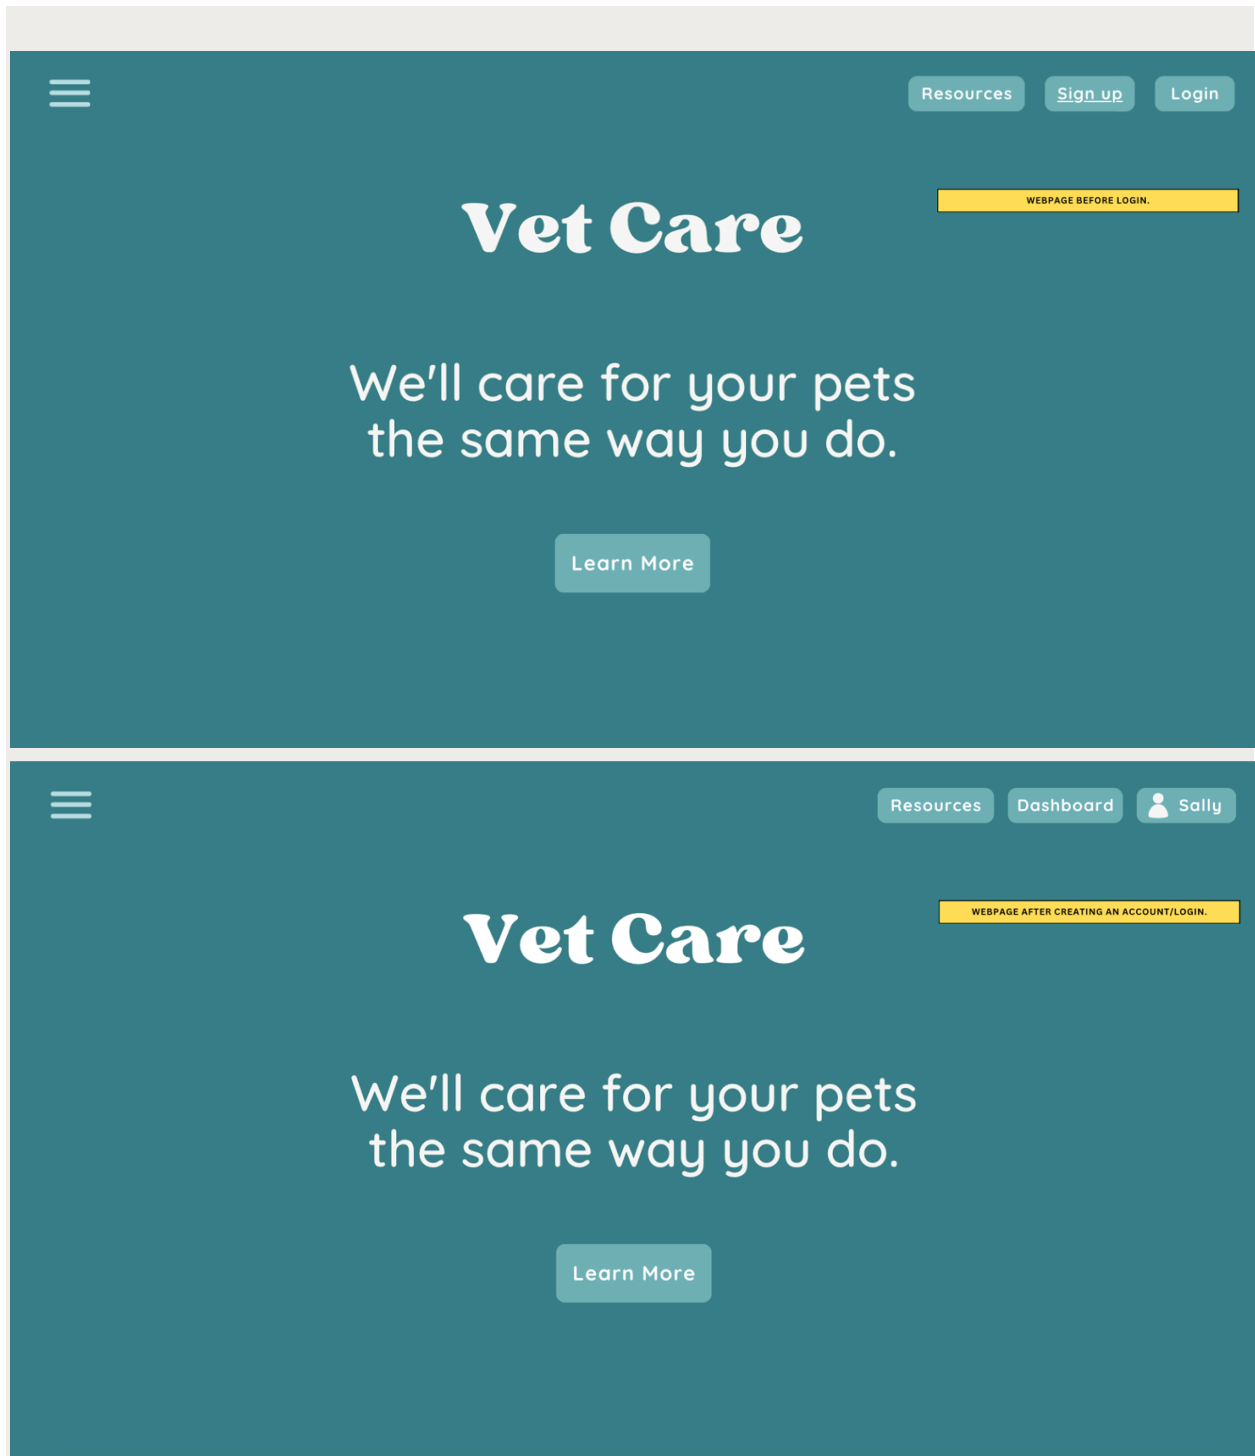 Resources Sign up Login
WEBPAGE BEFORE LOGIN.
Vet Care
We'll care for your pets
the same way you do.
Learn More
Resources Dashboard Sally
WEBPAGE AFTER CREATING AN ACCOUNT/LOGIN.
Vet Care
We'll care for your pets
the same way you do.
Learn More